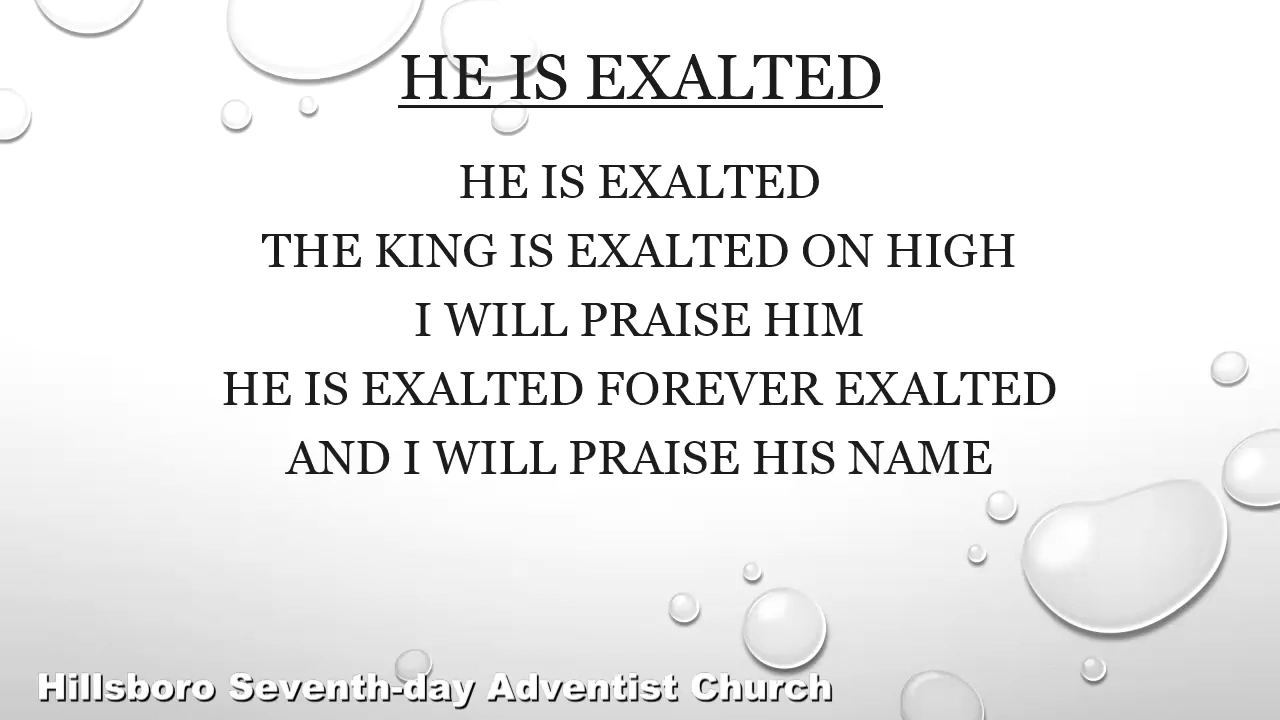 HE IS EXALTED
HE IS EXALTED
THE KING IS EXALTED ON HIGH
I WILL PRAISE HIM
HE IS EXALTED FOREVER EXALTED
AND I WILL PRAISE HIS NAME
Hillsboro Seventh-day Adventist Church